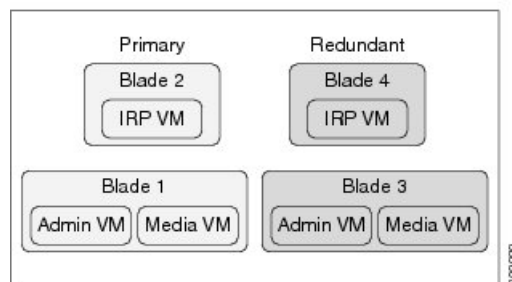 Primary
Redundant
Blade 2
Blade 4
IRP VM
IRP VM
Blade 1
Blade 3
Admin VM
Media VM
Admin VM
Media VM